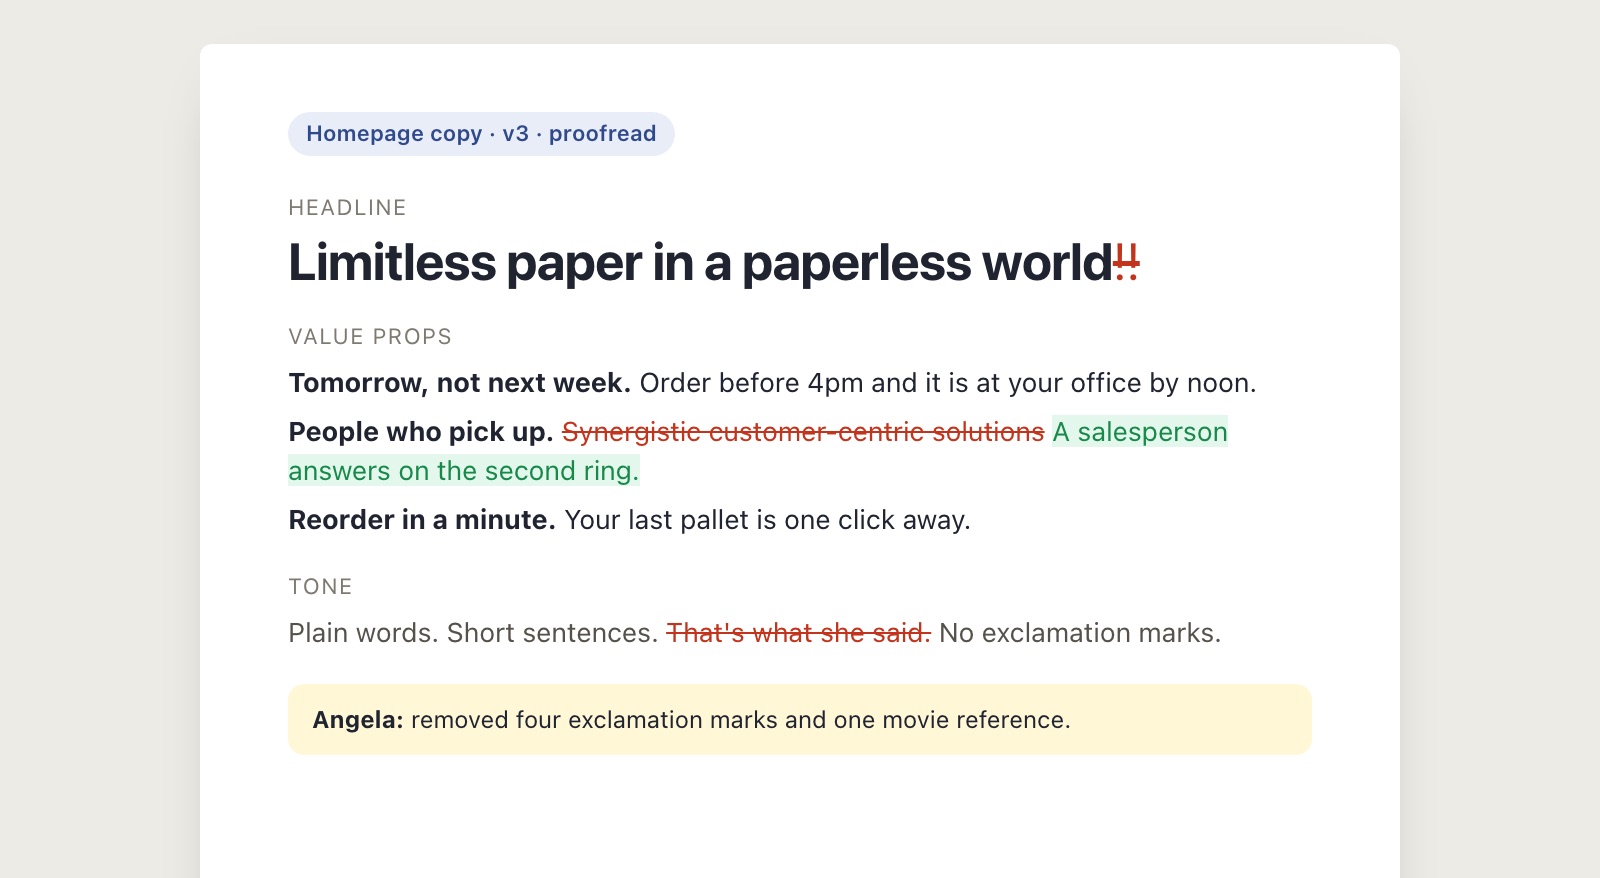 Homepage copy · v3 · proofread
HEADLINE
Limitless paper in a paperless world!!
VALUE PROPS
Tomorrow, not next week. Order before 4pm and it is at your office by noon.
People who pick up. Synergistic customer-centric solutions A salesperson
answers on the second ring.
Reorder in a minute. Your last pallet is one click away.
TONE
Plain words. Short sentences. That's what she said. No exclamation marks.
Angela: removed four exclamation marks and one movie reference.